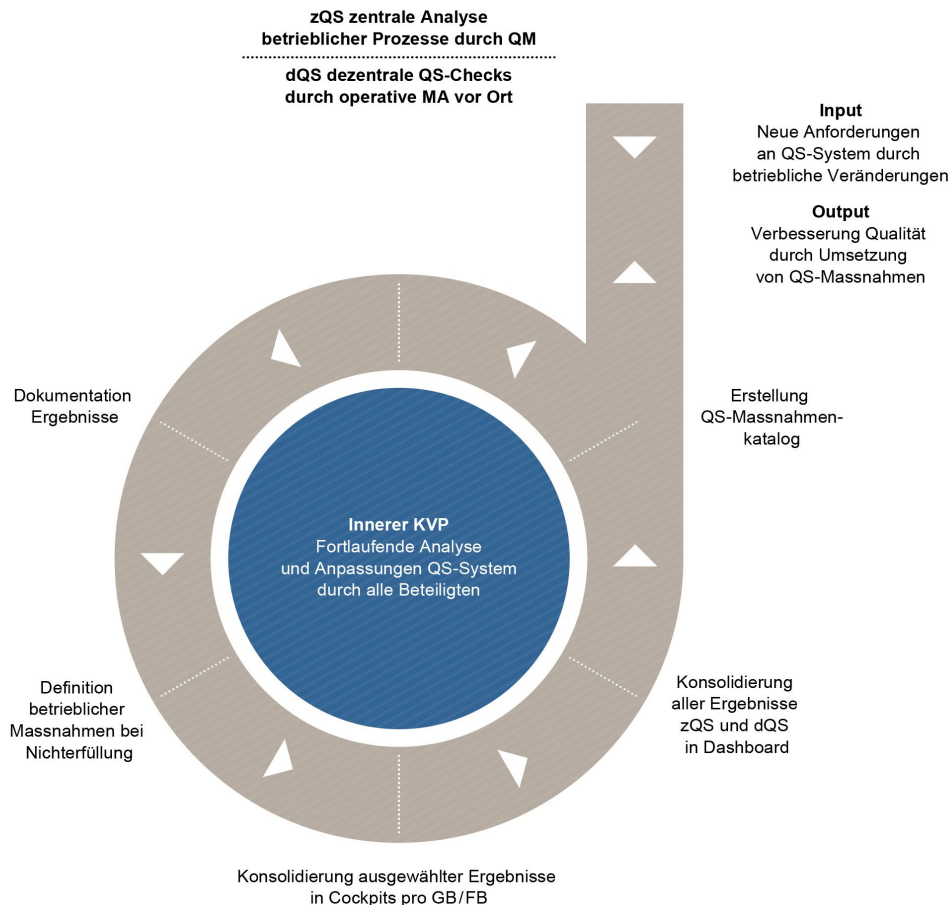 zQS zentrale Analyse
betrieblicher Prozesse durch QM
dQS dezentrale QS-Checks
durch operative MA vor Ort
Input
Neue Anforderungen
an QS-System durch
betriebliche Veränderungen
Output
Verbesserung Qualität
durch Umsetzung
von QS-Massnahmen
Dokumentation
Ergebnisse
Erstellung
QS-Massnahmen-
katalog
Innerer KVP
Fortlaufende Analyse
und Anpassungen QS-System
durch alle Beteiligten
Definition
betrieblicher
Massnahmen bei
Nichterfüllung
Konsolidierung
aller Ergebnisse
zQS und dQS
in Dashboard
Konsolidierung ausgewählter Ergebnisse
in Cockpits pro GB/FB